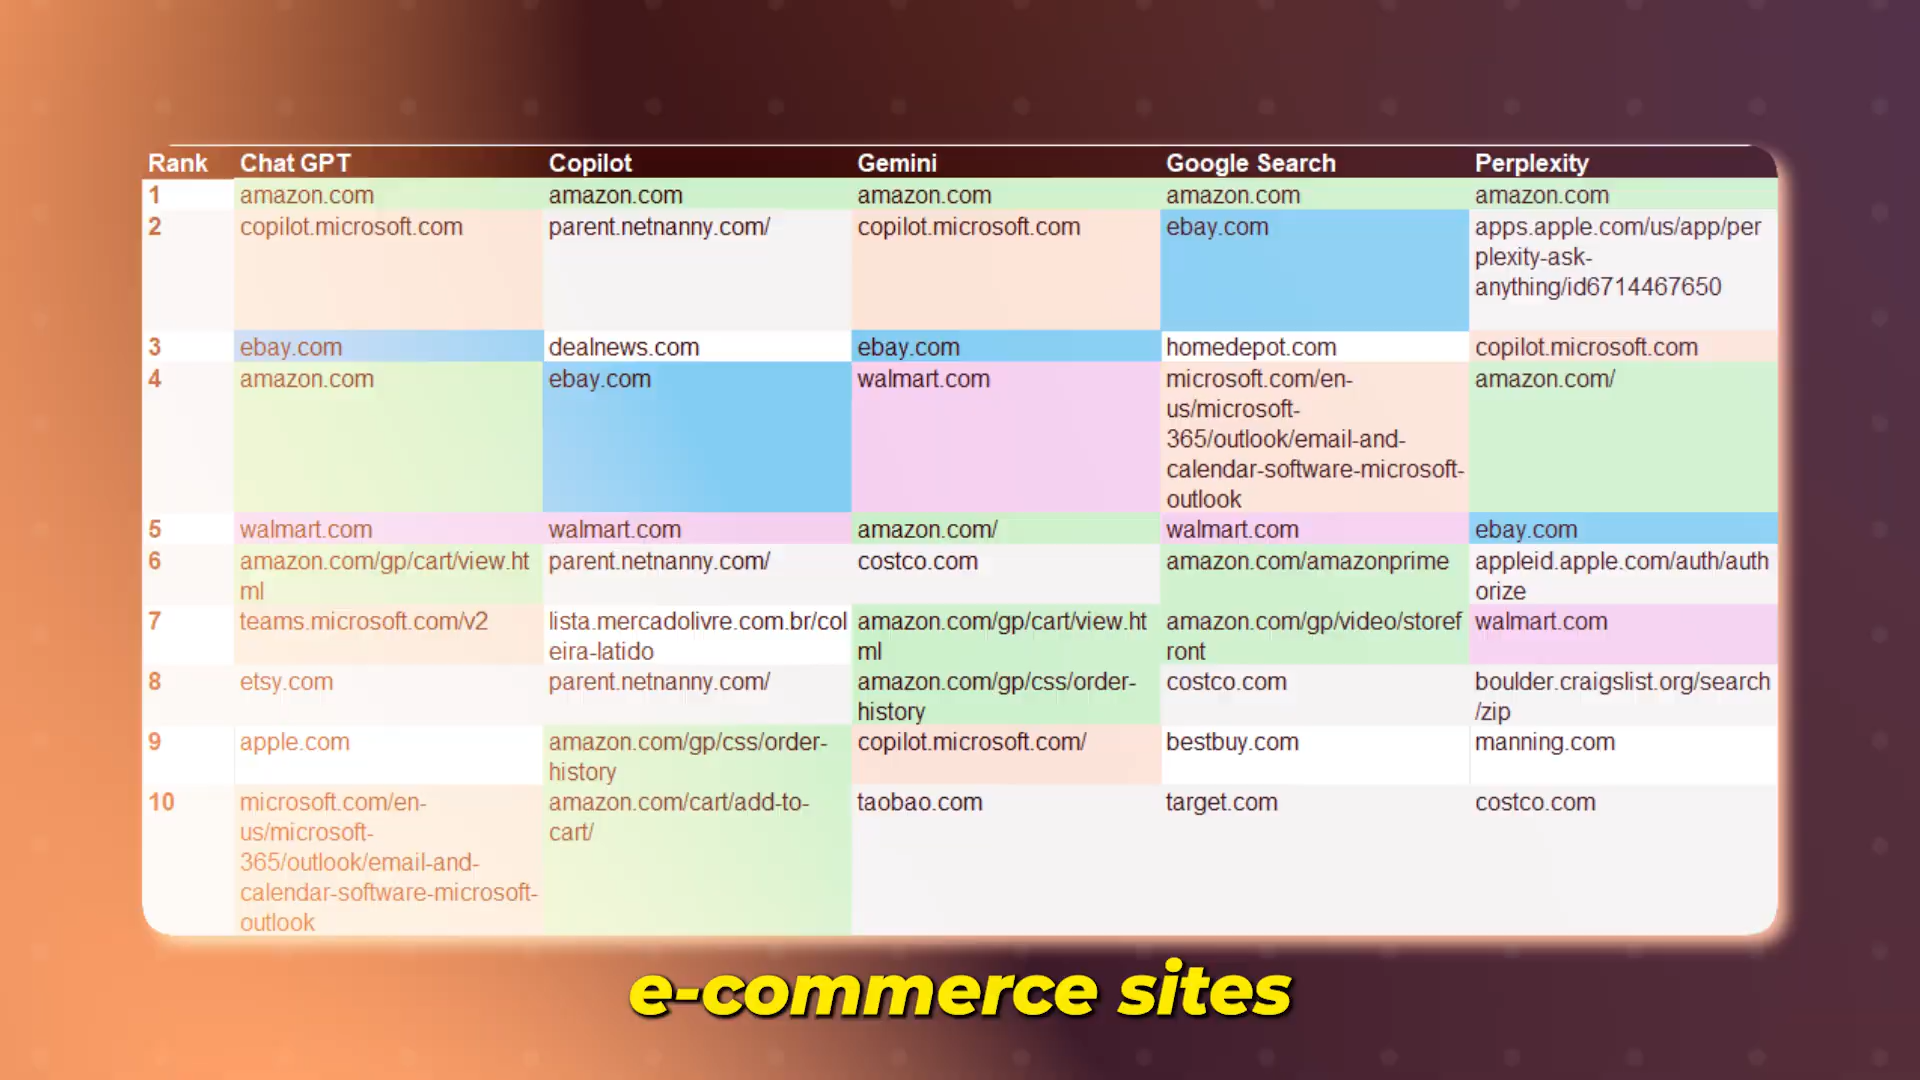 Rank Chat GPT Copilot Gemini Google Search Perplexity
1 amazon.com amazon.com amazon.com amazon.com amazon.com
2 copilot.microsoft.com parent.netnanny.com/ copilot.microsoft.com ebay.com apps.apple.com/us/app/per
plexity-ask-
anything/id6714467650
3 ebay.com dealnews.com ebay.com homedepot.com copilot.microsoft.com
4 amazon.com ebay.com walmart.com microsoft.com/en- amazon.com/
us/microsoft-
365/outlook/email-and-
calendar-software-microsoft-
outlook
5 walmart.com walmart.com amazon.com/ walmart.com ebay.com
6 amazon.com/gp/cart/view.ht parent.netnanny.com/ costco.com amazon.com/amazonprime appleid.apple.com/auth/auth
ml orize
7 teams.microsoft.com/v2 lista.mercadolivre.com.br/col amazon.com/gp/cart/view.ht amazon.com/gp/video/storef walmart.com
eira-latido ml ront
8 etsy.com parent.netnanny.com/ amazon.com/gp/css/order- costco.com boulder.craigslist.org/search
history /zip
9 apple.com amazon.com/gp/css/order- copilot.microsoft.com/ bestbuy.com manning.com
history
10 microsoft.com/en- amazon.com/cart/add-to- taobao.com target.com costco.com
us/microsoft- cart/
365/outlook/email-and-
calendar-software-microsoft-
outlook
e-commerce sites